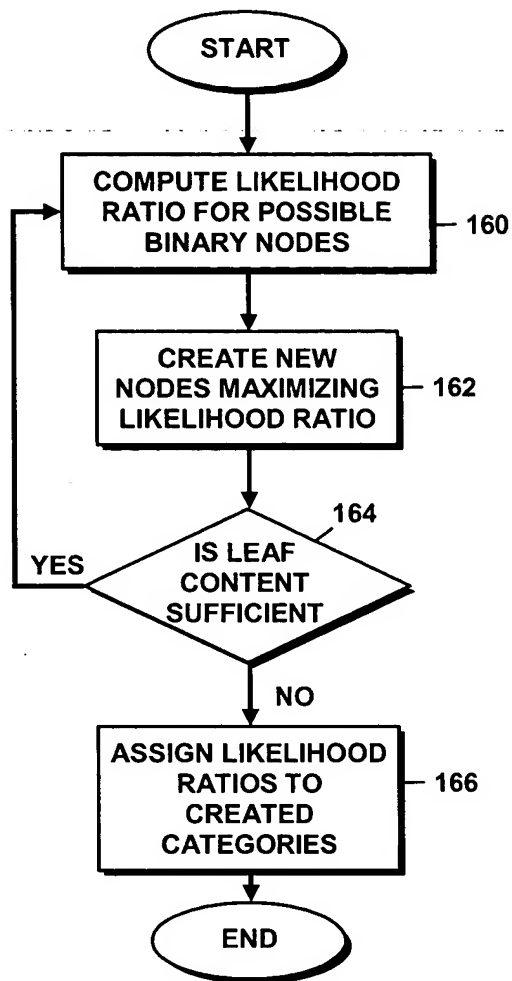 START
COMPUTE LIKELIHOOD
RATIO FOR POSSIBLE
BINARY NODES
160
CREATE NEW
NODES MAXIMIZING
LIKELIHOOD RATIO
162
164
YES
IS LEAF
CONTENT
SUFFICIENT
NO
ASSIGN LIKELIHOOD
RATIOS TO
CREATED
CATEGORIES
166
END